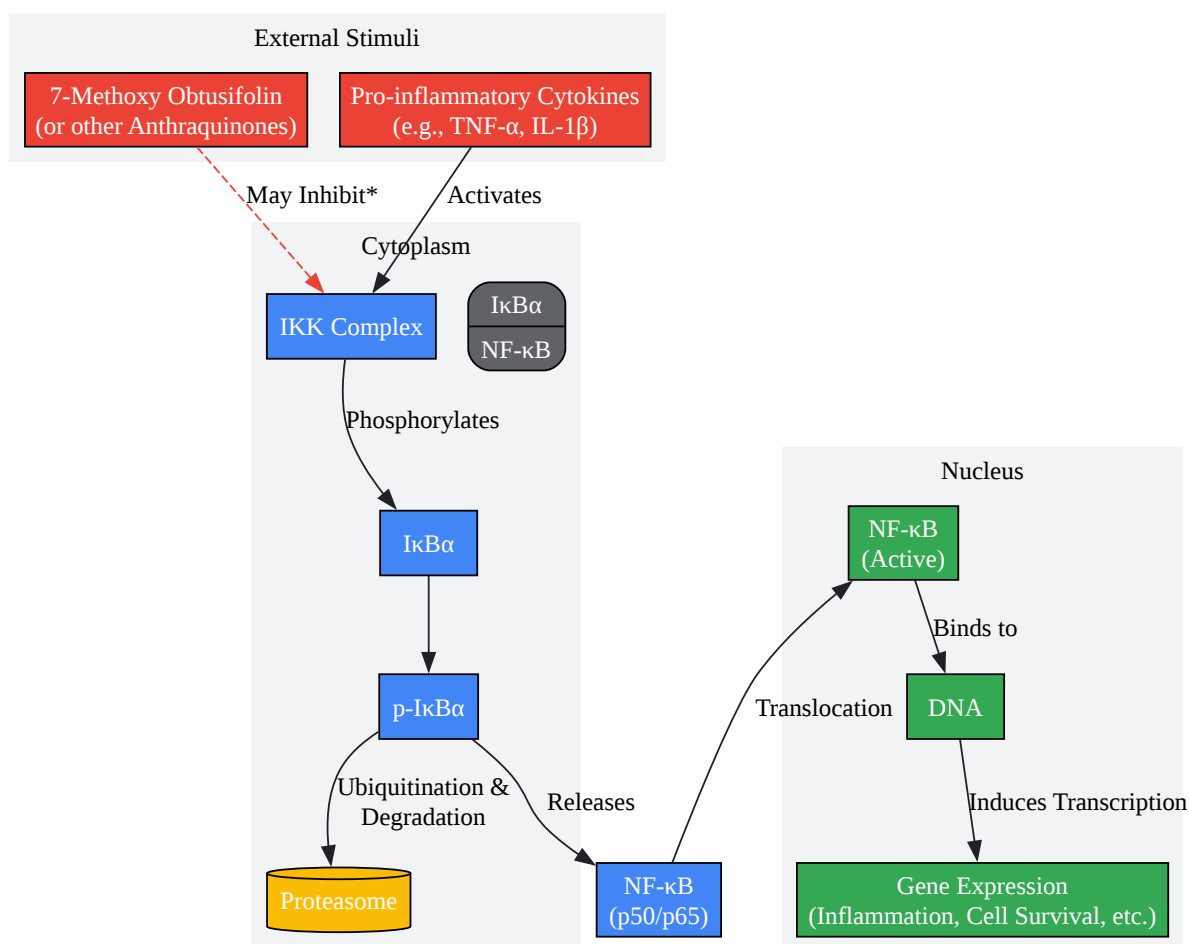 External Stimuli
7-Methoxy Obtusifolin
(or other Anthraquinones)
Pro-inflammatory Cytokines
(e.g., TNF-α, IL-1β)
May Inhibit*
Activates
Cytoplasm
IKK Complex
IκBα
NF-κB
Phosphorylates
IκBα
p-IκBα
Ubiquitination &
Degradation
Releases
Proteasome
NF-κB
(p50/p65)
Translocation
Nucleus
NF-κB
(Active)
Binds to
DNA
Induces Transcription
Gene Expression
(Inflammation, Cell Survival, etc.)